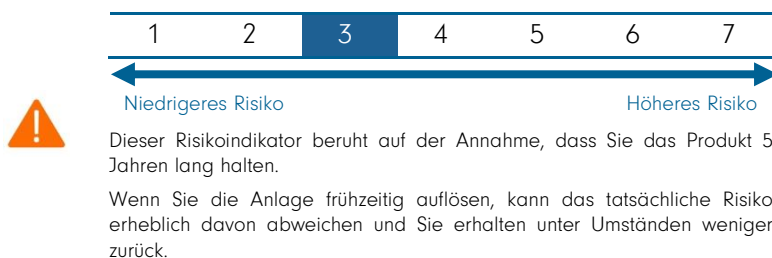 1 2 3 4 5 6 7
Niedrigeres Risiko Höheres Risiko
Dieser Risikoindikator beruht auf der Annahme, dass Sie das Produkt 5
Jahren lang halten.
Wenn Sie die Anlage frühzeitig auflösen, kann das tatsächliche Risiko
erheblich davon abweichen und Sie erhalten unter Umständen weniger
zurück.